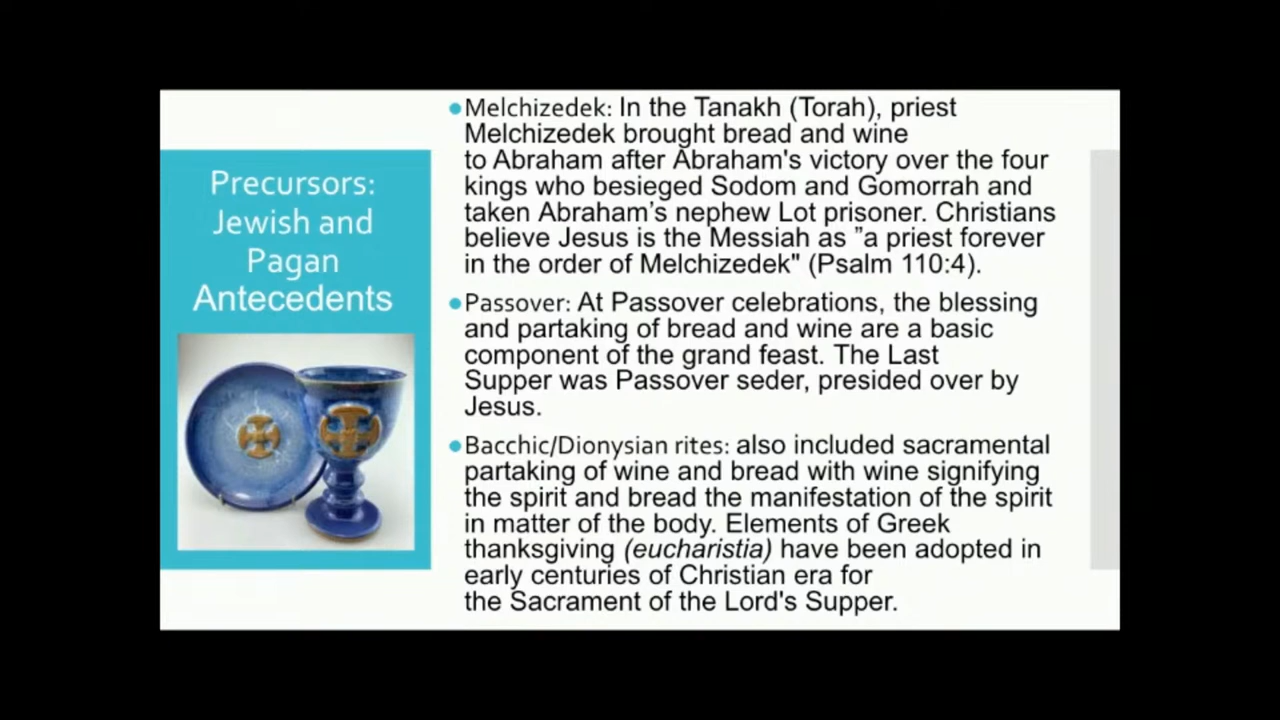 Precursors:
Jewish and
Pagan
Antecedents
•Melchizedek: In the Tanakh (Torah), priest
Melchizedek brought bread and wine
to Abraham after Abraham's victory over the four
kings who besieged Sodom and Gomorrah and
taken Abraham’s nephew Lot prisoner. Christians
believe Jesus is the Messiah as ”a priest forever
in the order of Melchizedek" (Psalm 110:4).
•Passover: At Passover celebrations, the blessing
and partaking of bread and wine are a basic
component of the grand feast. The Last
Supper was Passover seder, presided over by
Jesus.
•Bacchic/Dionysian rites: also included sacramental
partaking of wine and bread with wine signifying
the spirit and bread the manifestation of the spirit
in matter of the body. Elements of Greek
thanksgiving (eucharistia) have been adopted in
early centuries of Christian era for
the Sacrament of the Lord's Supper.